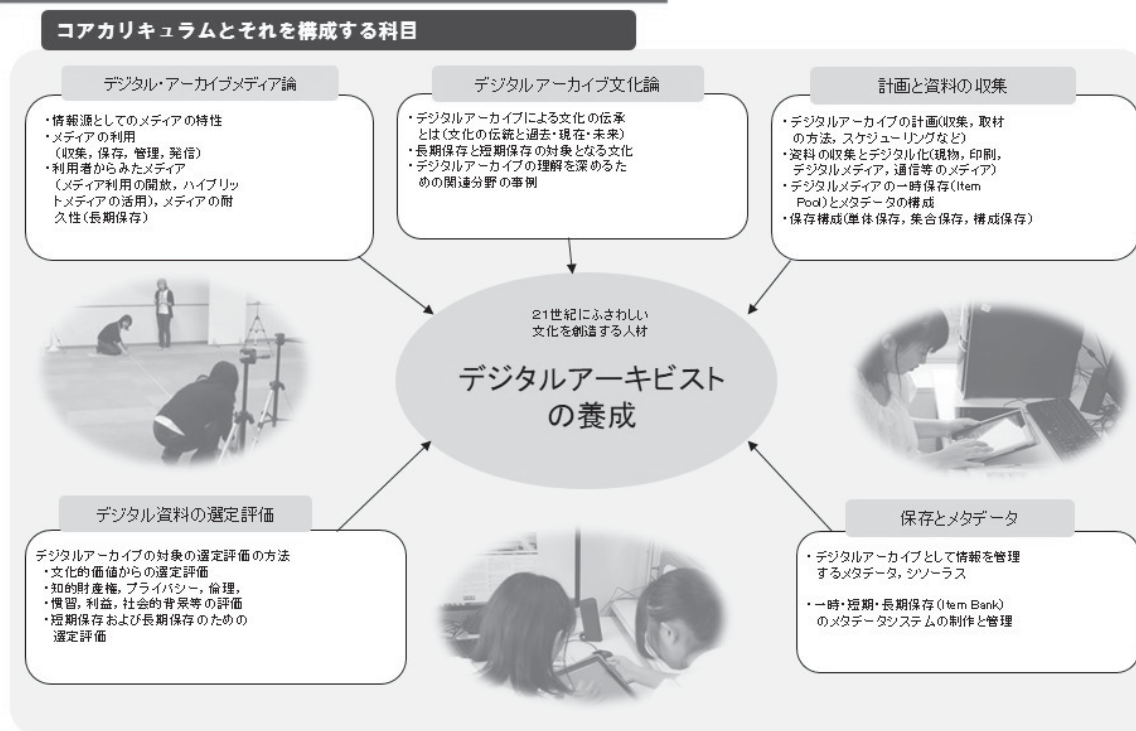 コアカリキュラムとそれを構成する科目
デジタル・アーカイブメディア論
・情報源としてのメディアの特性
・メディアの利用
(収集, 保存, 管理, 発信)
・利用者からみたメディア
(メディア利用の開放, ハイブリッ
トメディアの活用), メディアの耐
久性(長期保存)
デジタルアーカイブ文化論
・デジタルアーカイブによる文化の伝承
とは(文化の伝統と過去・現在・未来)
・長期保存と短期保存の対象となる文化
・デジタルアーカイブの理解を深めるた
めの関連分野の事例
計画と資料の収集
・デジタルアーカイブの計画(収集, 取材
の方法, スケジューリングなど)
・資料の収集とデジタル化(現物, 印刷,
デジタルメディア, 通信等のメディア)
・デジタルメディアの一時保存(Item
Pool)とメタデータの構成
・保存構成(単体保存, 集合保存, 構成保存)
21世紀にふさわしい
文化を創造する人材
デジタルアーキビスト
の養成
デジタル資料の選定評価
デジタルアーカイブの対象の選定評価の方法
・文化的価値からの選定評価
・知的財産権, プライバシー, 倫理,
・慣習, 利益, 社会的背景等の評価
・短期保存および長期保存のための
選定評価
保存とメタデータ
・デジタルアーカイブとして情報を管理
するメタデータ, シソーラス
・一時・短期・長期保存(Item Bank)
のメタデータシステムの制作と管理